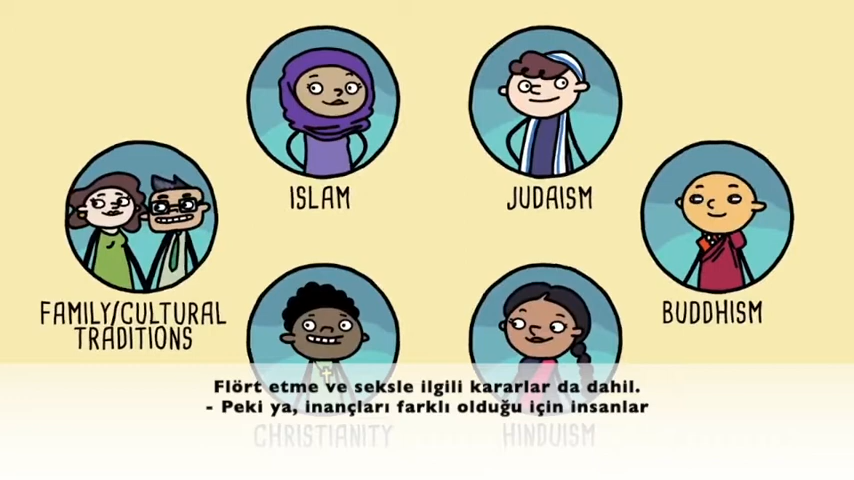 ISLAM
JUDAISM
FAMILY/CULTURAL
TRADITIONS
BUDDHISM
Flört etme ve seksle ilgili kararlar da dahil.
- Peki ya, inançları farklı olduğu için insanlar
CHRISTIANITY
HINDUISM